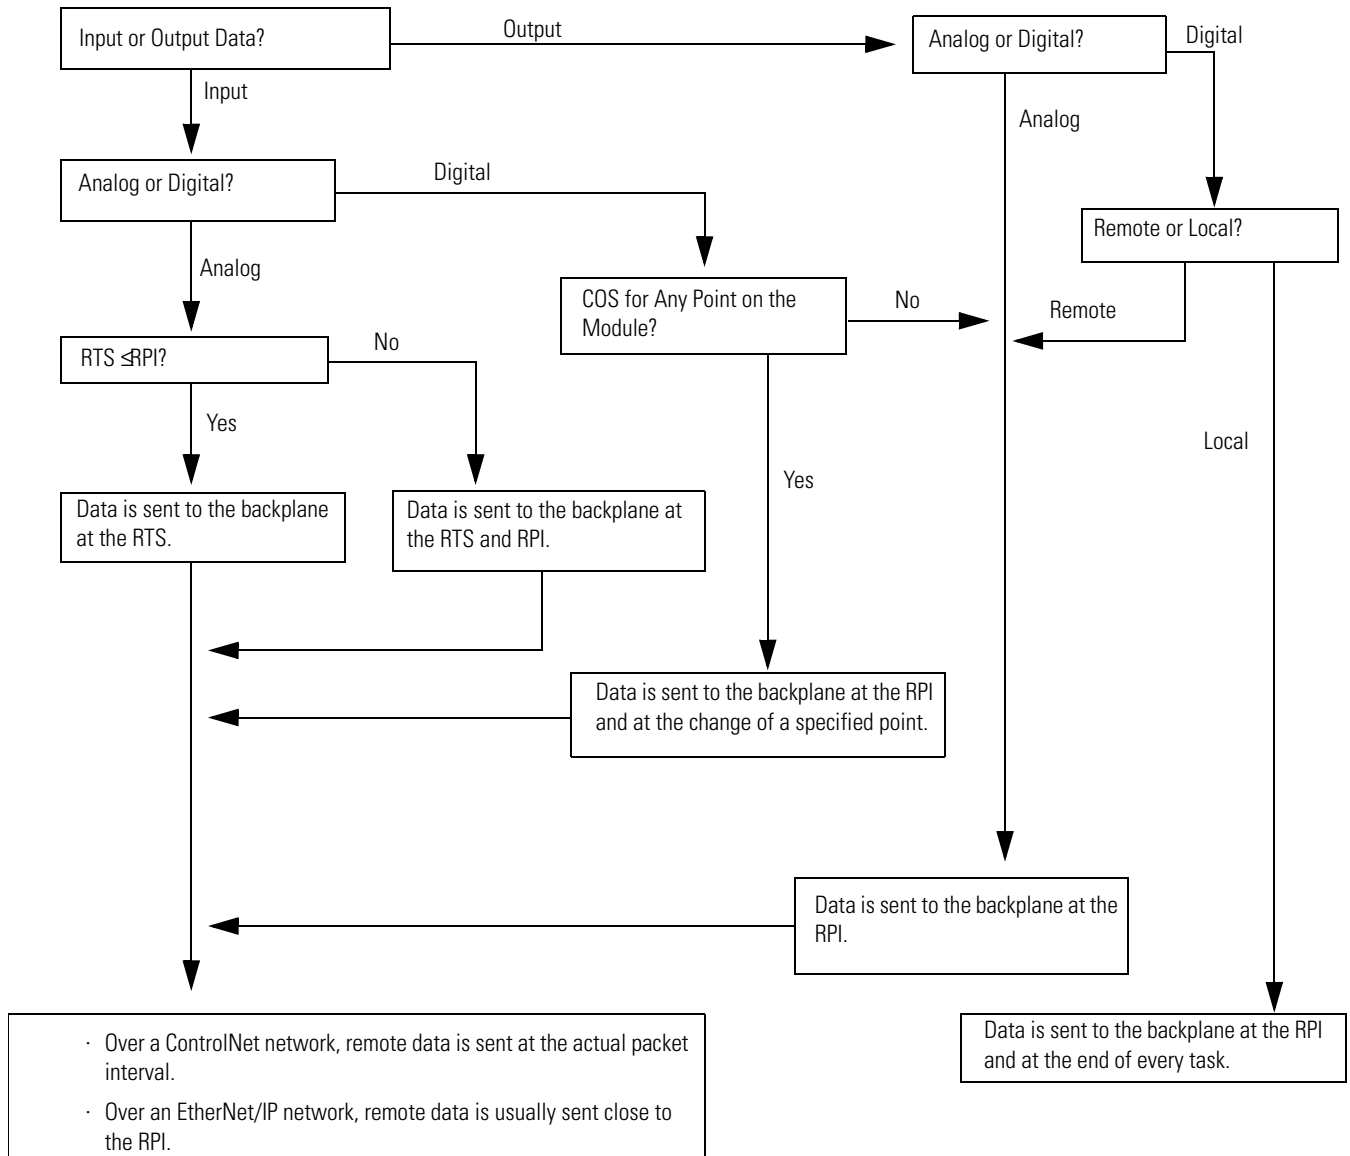 Input or Output Data?
Output
Analog or Digital?
Digital
Input
Analog
Analog or Digital?
Digital
Remote or Local?
Analog
COS for Any Point on the
Module?
No
Remote
RTS ≤RPI?
No
Yes
Local
Yes
Data is sent to the backplane
at the RTS.
Data is sent to the backplane at
the RTS and RPI.
Data is sent to the backplane at the RPI
and at the change of a specified point.
Data is sent to the backplane at the
RPI.
· Over a ControlNet network, remote data is sent at the actual packet
interval.
· Over an EtherNet/IP network, remote data is usually sent close to
the RPI.
Data is sent to the backplane at the RPI
and at the end of every task.